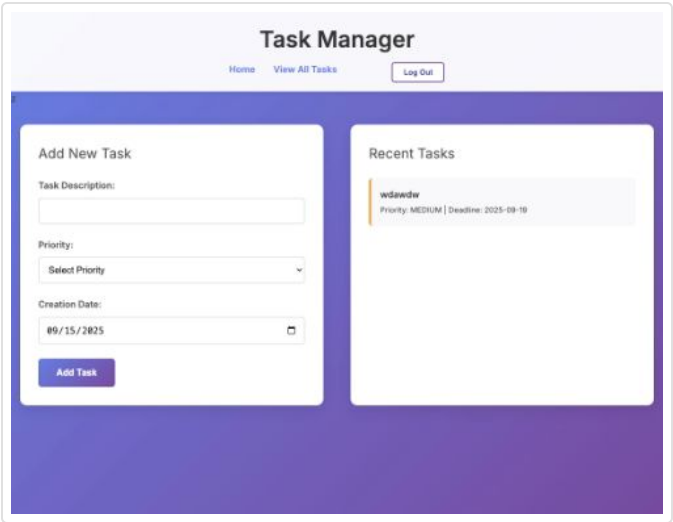 Task Manager
Home View All Tasks Log Out
Add New Task
Task Description:
Priority:
Select Priority
Creation Date:
09/15/2025
Add Task
Recent Tasks
wdawdw
Priority: MEDIUM | Deadline: 2025-09-19